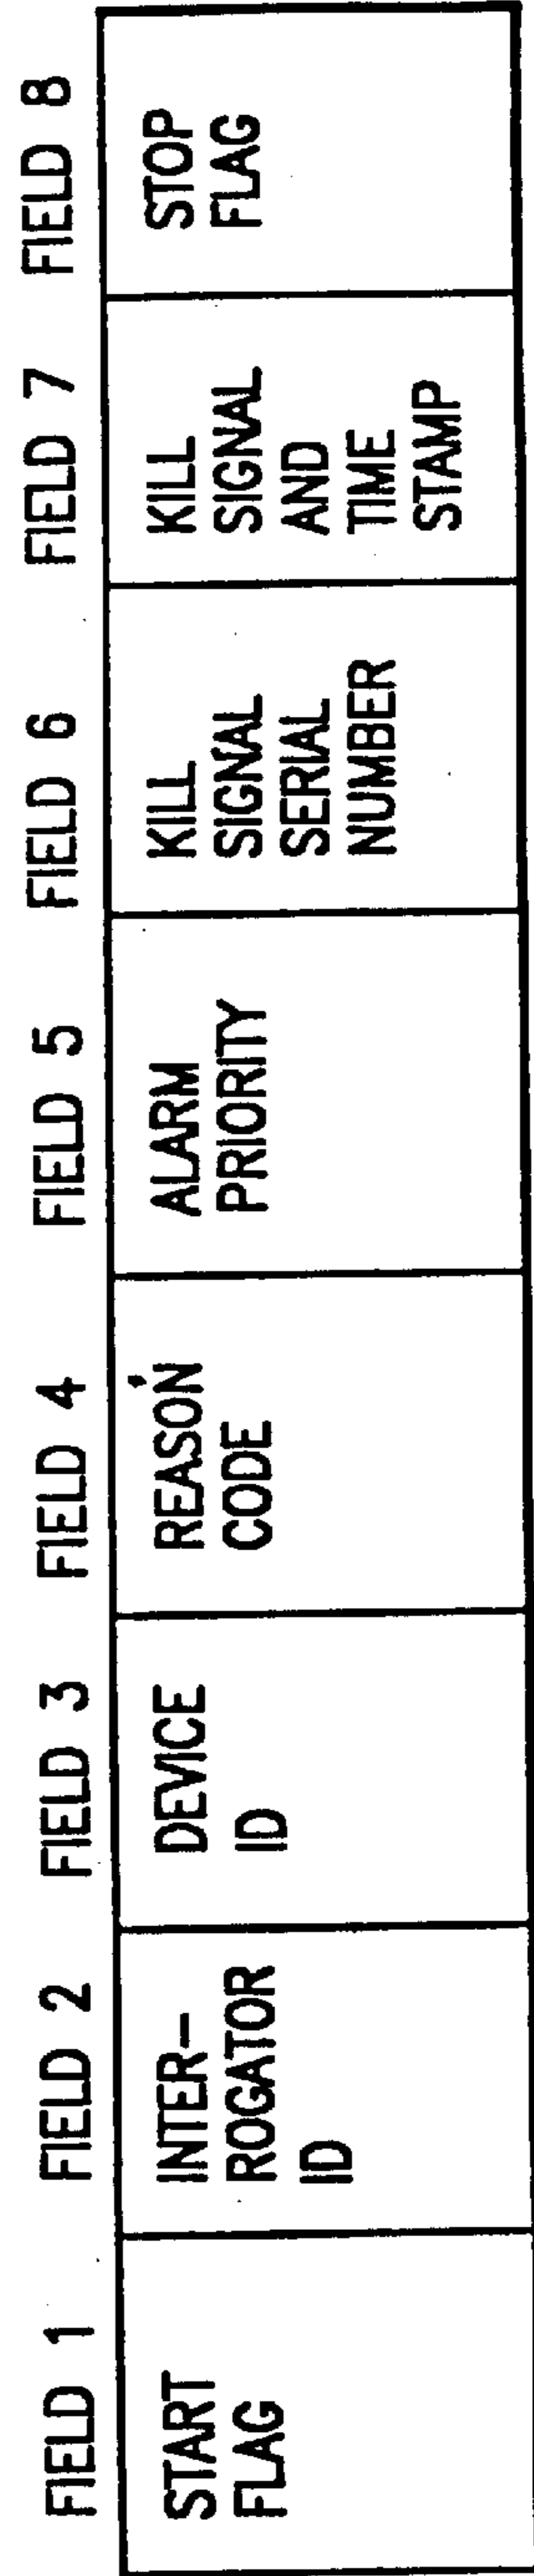 FIELD 1 FIELD 2 FIELD 3 FIELD 4 FIELD 5 FIELD 6 FIELD 7 FIELD 8
START
FLAG
INTER-
ROGATOR
ID
DEVICE
ID
REASON
CODE
ALARM
PRIORITY
KILL
SIGNAL
SERIAL
NUMBER
KILL
SIGNAL
AND
TIME
STAMP
STOP
FLAG